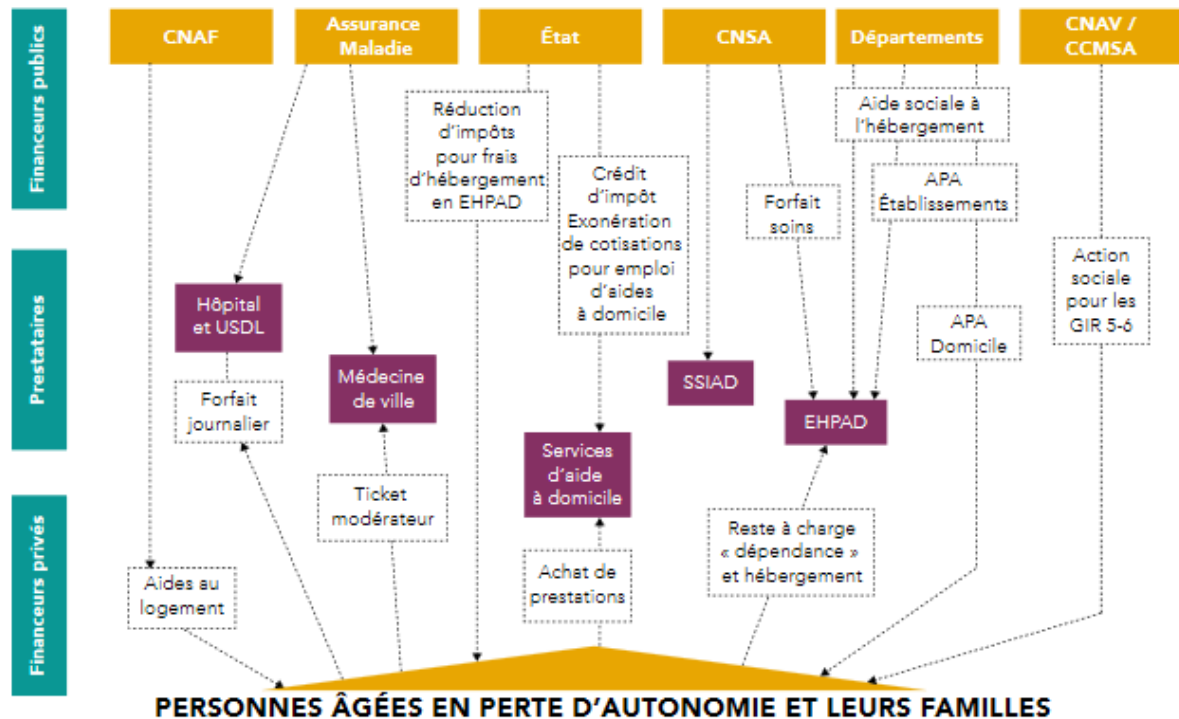 Financeurs publics
CNAF
Assurance
Maladie
État
CNSA
Départements
CNAV /
CCMSA
Réduction
d'impôts
pour frais
d'hébergement
en EHPAD
Crédit
d'impôt
Exonération
de cotisations
pour emploi
d'aides
à domicile
Forfait
soins
Aide sociale à
l'hébergement
APA
Établissements
Prestataires
Hôpital
et USDL
Forfait
journalier
Médecine
de ville
Services
d'aide
à domicile
SSIAD
EHPAD
APA
Domicile
Action
sociale
pour les
GIR 5-6
Financeurs privés
Aides au
logement
Ticket
modérateur
Achat de
prestations
Reste à charge
« dépendance »
et hébergement
PERSONNES ÂGÉES EN PERTE D'AUTONOMIE ET LEURS FAMILLES